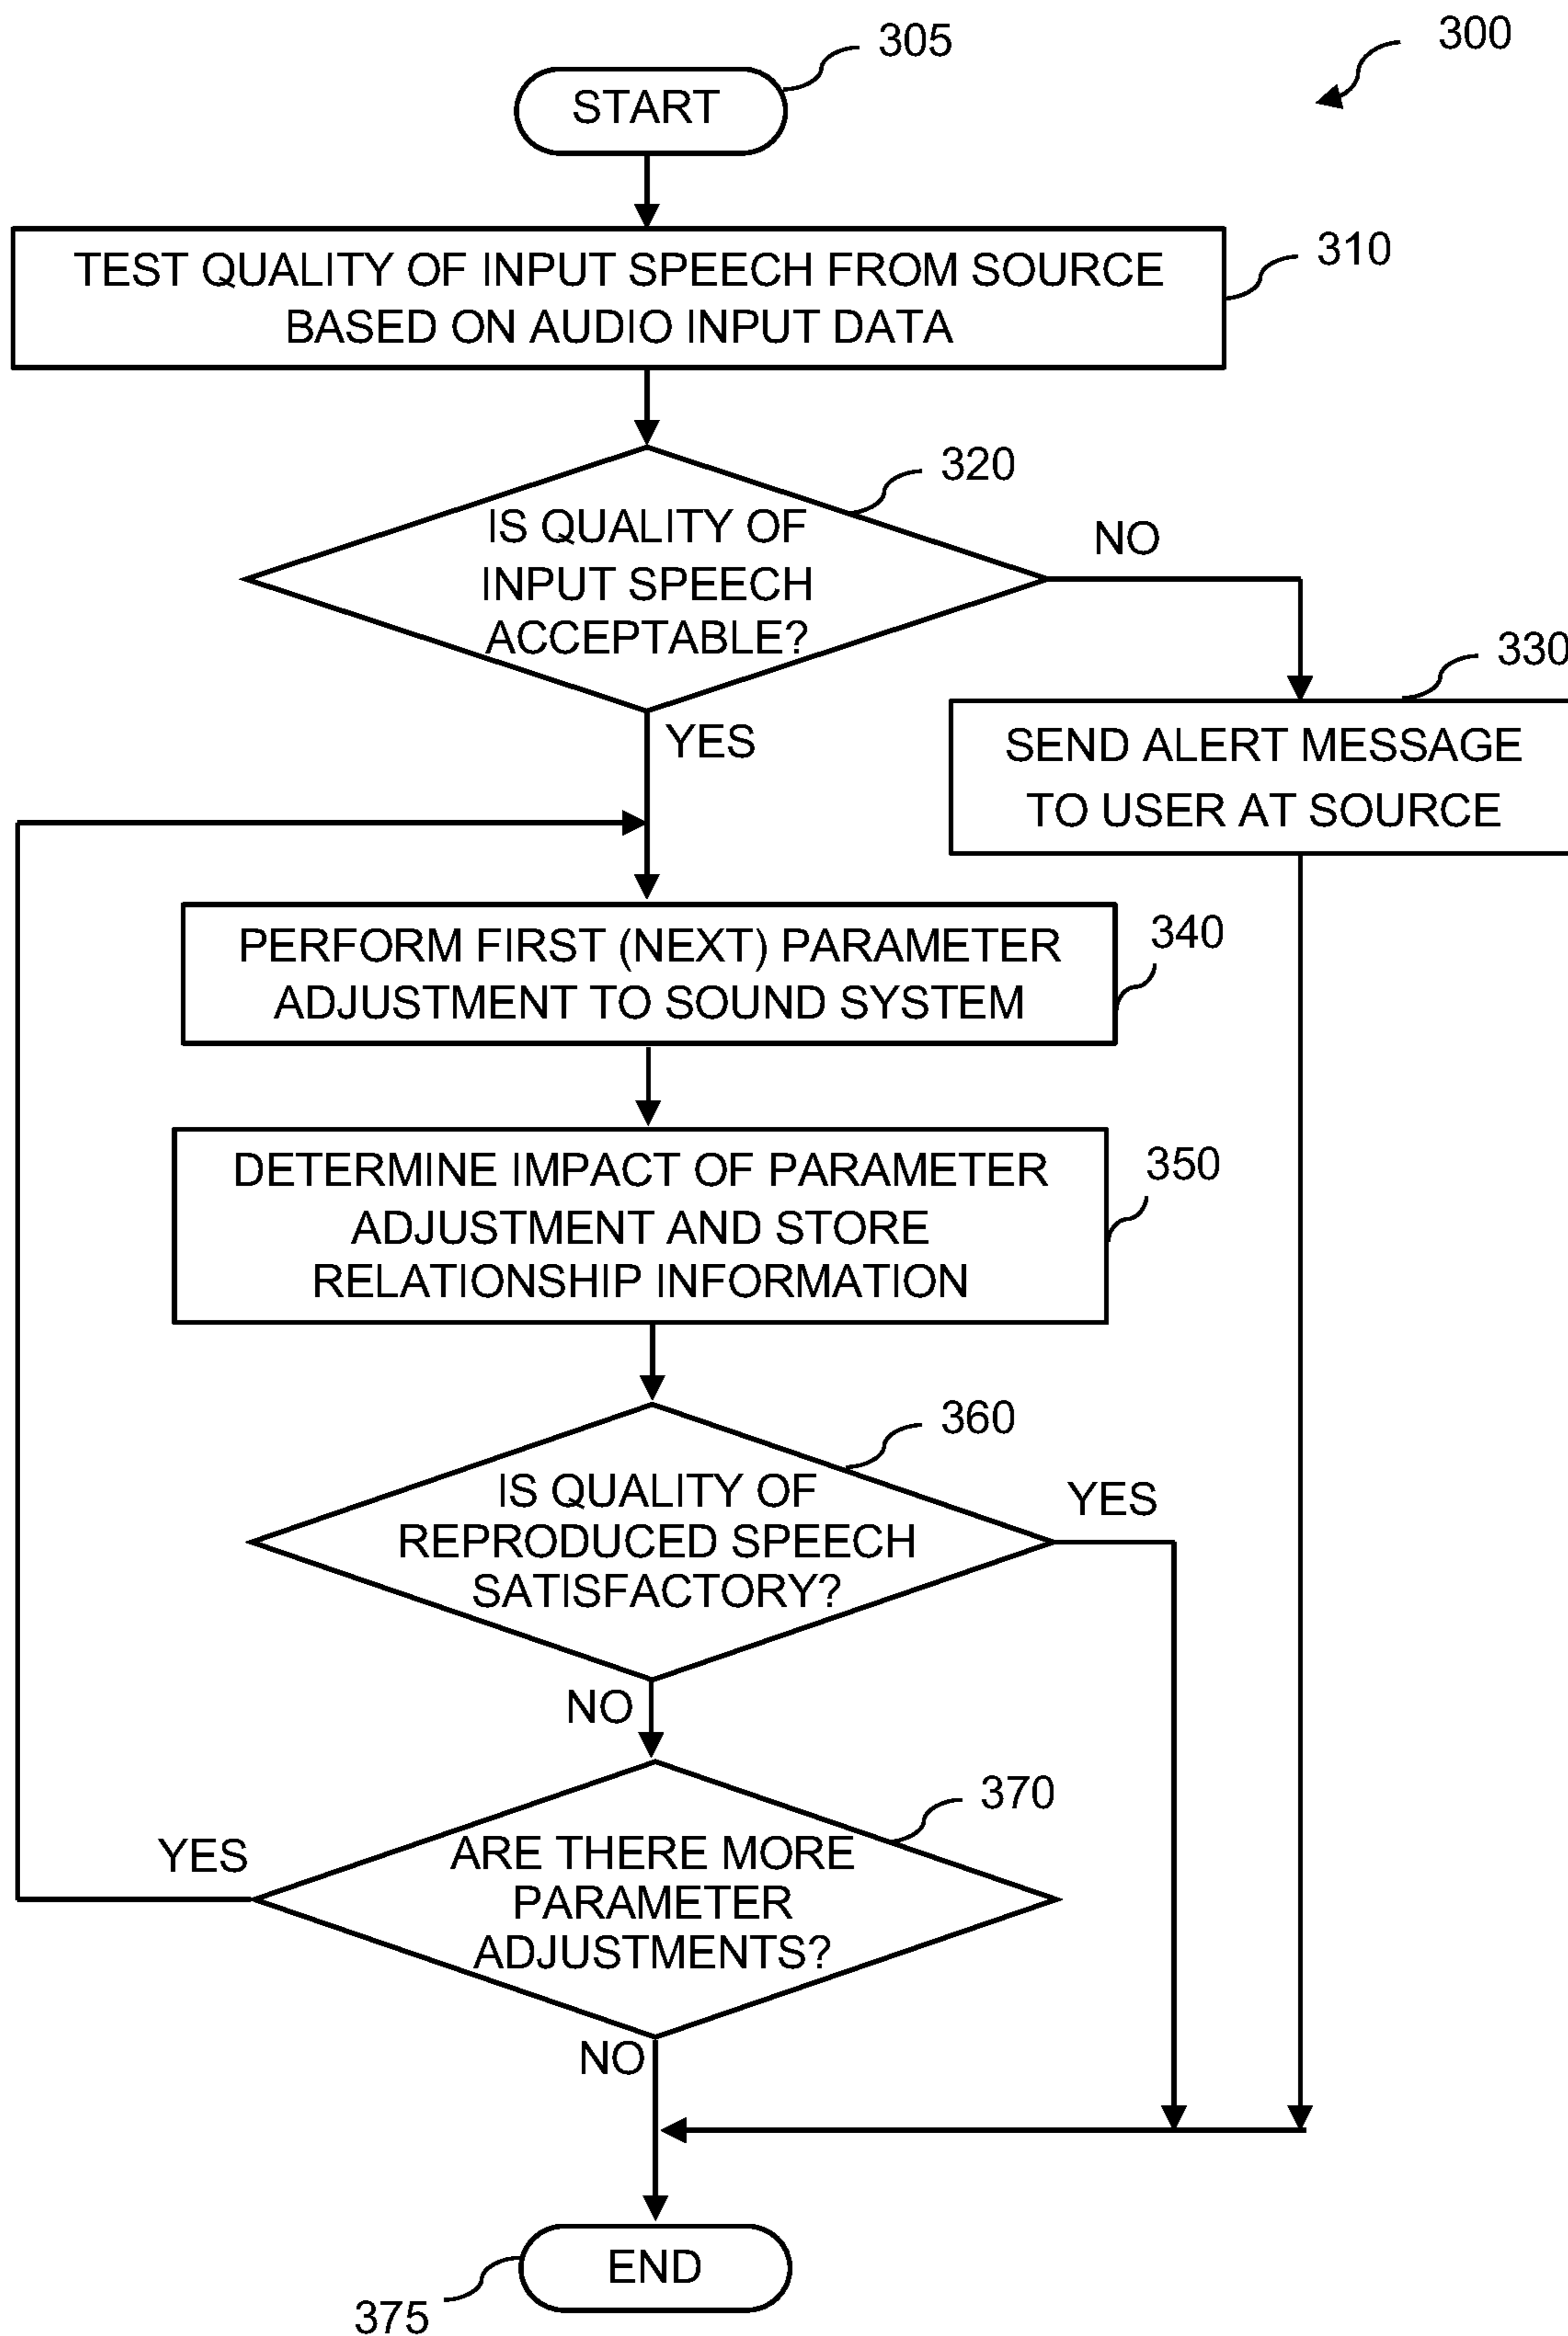 300
305
START
310
TEST QUALITY OF INPUT SPEECH FROM SOURCE
BASED ON AUDIO INPUT DATA
320
IS QUALITY OF
INPUT SPEECH
ACCEPTABLE?
NO
YES
330
SEND ALERT MESSAGE
TO USER AT SOURCE
340
PERFORM FIRST (NEXT) PARAMETER
ADJUSTMENT TO SOUND SYSTEM
350
DETERMINE IMPACT OF PARAMETER
ADJUSTMENT AND STORE
RELATIONSHIP INFORMATION
360
IS QUALITY OF
REPRODUCED SPEECH
SATISFACTORY?
YES
NO
370
ARE THERE MORE
PARAMETER
ADJUSTMENTS?
YES
NO
END
375